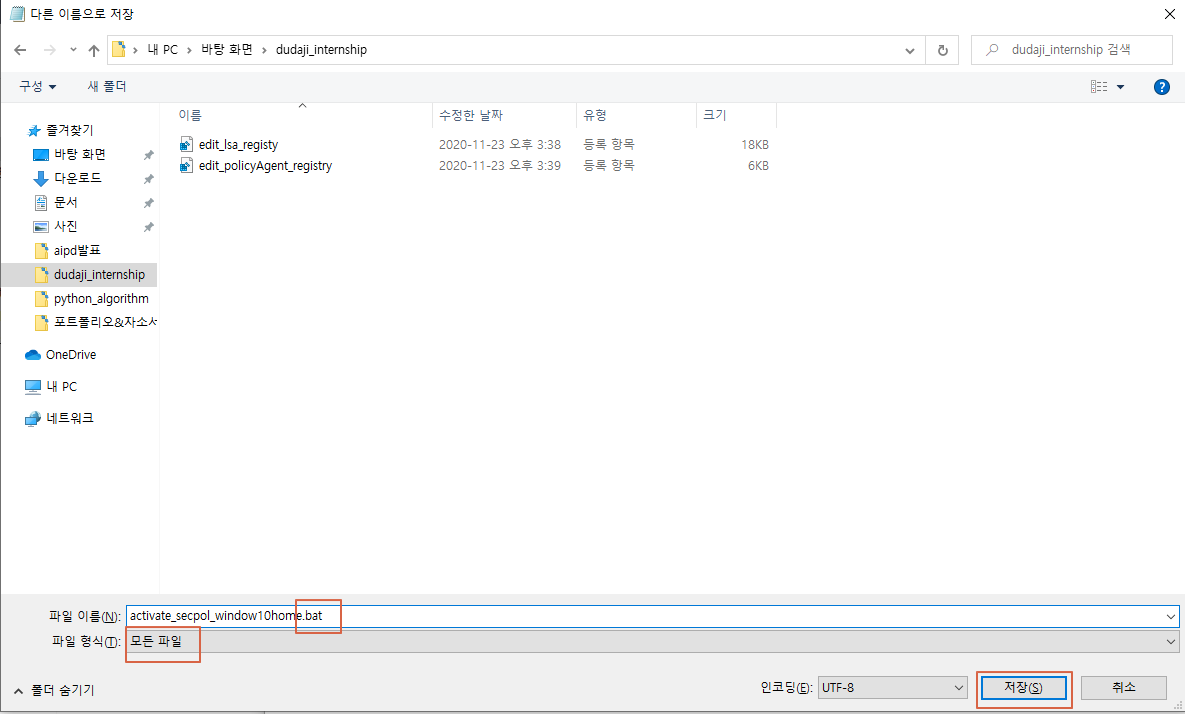 다른 이름으로 저장
내 PC > 바탕 화면 > dudaji_internship
dudaji_internship 검색
구성
새 폴더
이름 수정한 날짜 유형 크기
edit_lsa_registy 2020-11-23 오후 3:38 등록 항목 18KB
edit_policyAgent_registry 2020-11-23 오후 3:39 등록 항목 6KB
즐겨찾기
바탕 화면
다운로드
문서
사진
aipd발표
dudaji_internship
python_algorithm
포트폴리오&자소서
OneDrive
내 PC
네트워크
파일 이름(N): activate_secpol_window10home.bat
파일 형식(T): 모든 파일
폴더 숨기기
인코딩(E): UTF-8
저장(S)
취소